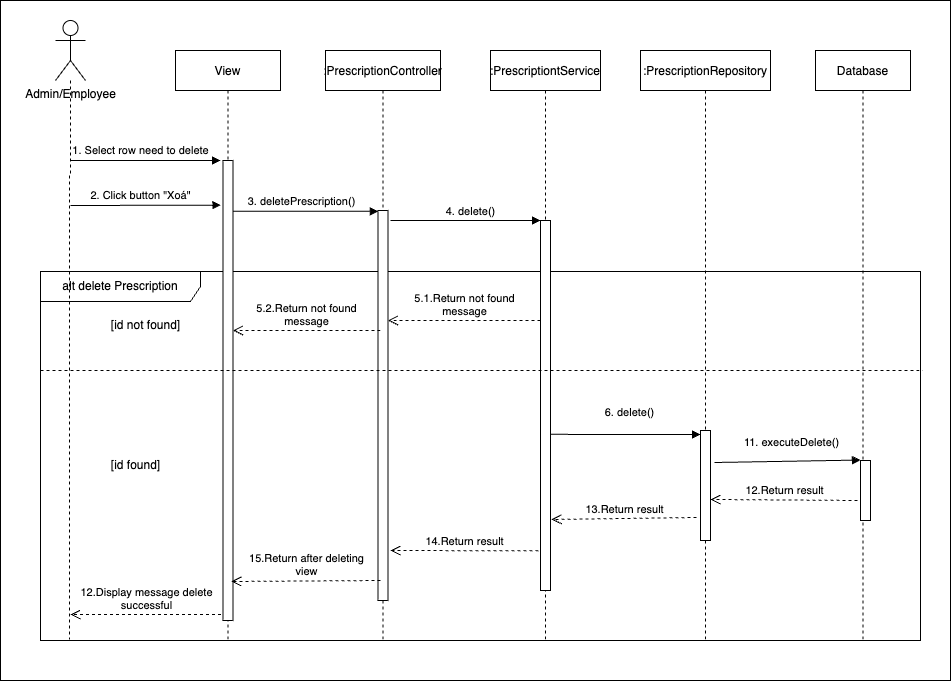 Admin/Employee
View
:PrescriptionController
:PrescriptiontService
:PrescriptionRepository
Database
1. Select row need to delete
2. Click button "Xoá"
3. deletePrescription()
4. delete()
alt delete Prescription
[id not found]
5.2.Return not found
message
5.1.Return not found
message
6. delete()
11. executeDelete()
[id found]
12.Return result
13.Return result
14.Return result
15.Return after deleting
view
12.Display message delete
successful